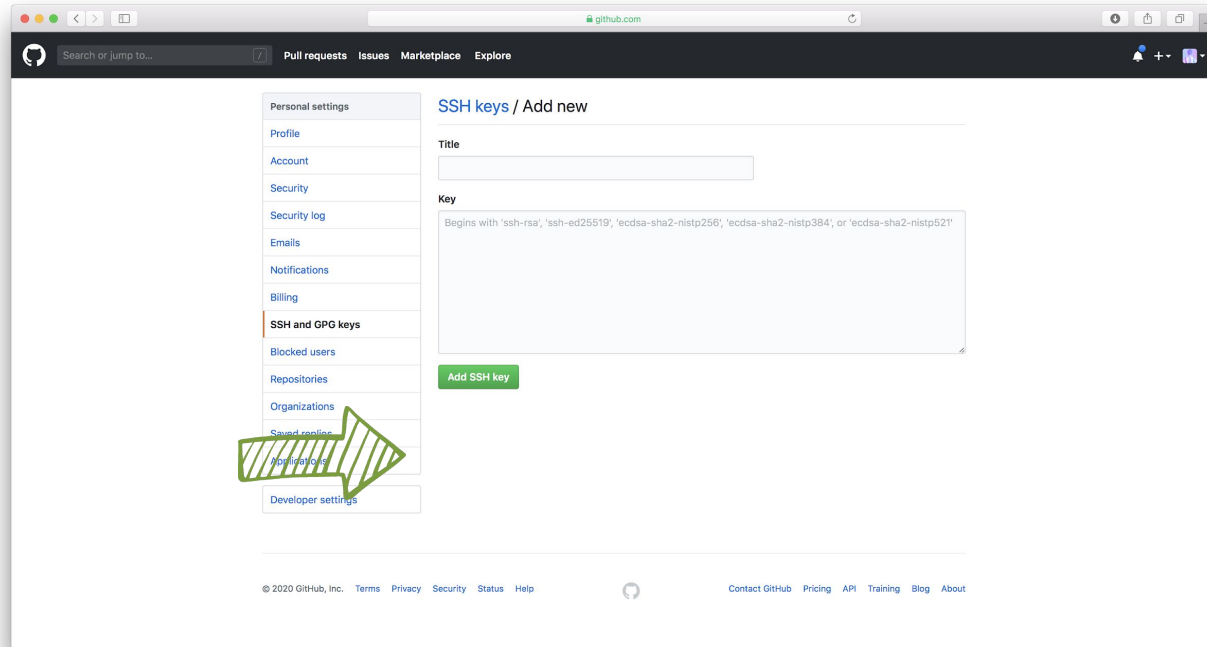 github.com
Search or jump to... /
Pull requests Issues Marketplace Explore
Personal settings
Profile
Account
Security
Security log
Emails
Notifications
Billing
SSH and GPG keys
Blocked users
Repositories
Organizations
Saved replies
Applications
Developer settings
SSH keys / Add new
Title
Key
Begins with 'ssh-rsa', 'ssh-ed25519', 'ecdsa-sha2-nistp256', 'ecdsa-sha2-nistp384', or 'ecdsa-sha2-nistp521'
Add SSH key
© 2020 GitHub, Inc. Terms Privacy Security Status Help
Contact GitHub Pricing API Training Blog About